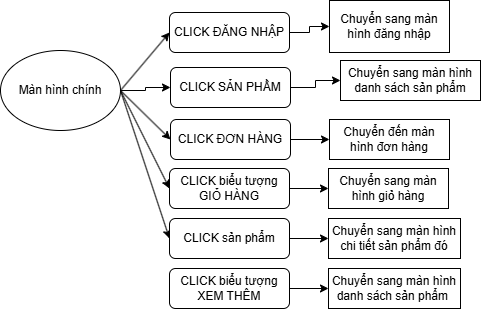 Màn hình chính
CLICK ĐĂNG NHẬP
Chuyển sang màn
hình đăng nhập
CLICK SẢN PHẨM
Chuyển sang màn hình
danh sách sản phẩm
CLICK ĐƠN HÀNG
Chuyển đến màn
hình đơn hàng
CLICK biểu tượng
GIỎ HÀNG
Chuyển sang màn
hình giỏ hàng
CLICK sản phẩm
Chuyển sang màn hình
chi tiết sản phẩm đó
CLICK biểu tượng
XEM THÊM
Chuyển sang màn hình
danh sách sản phẩm